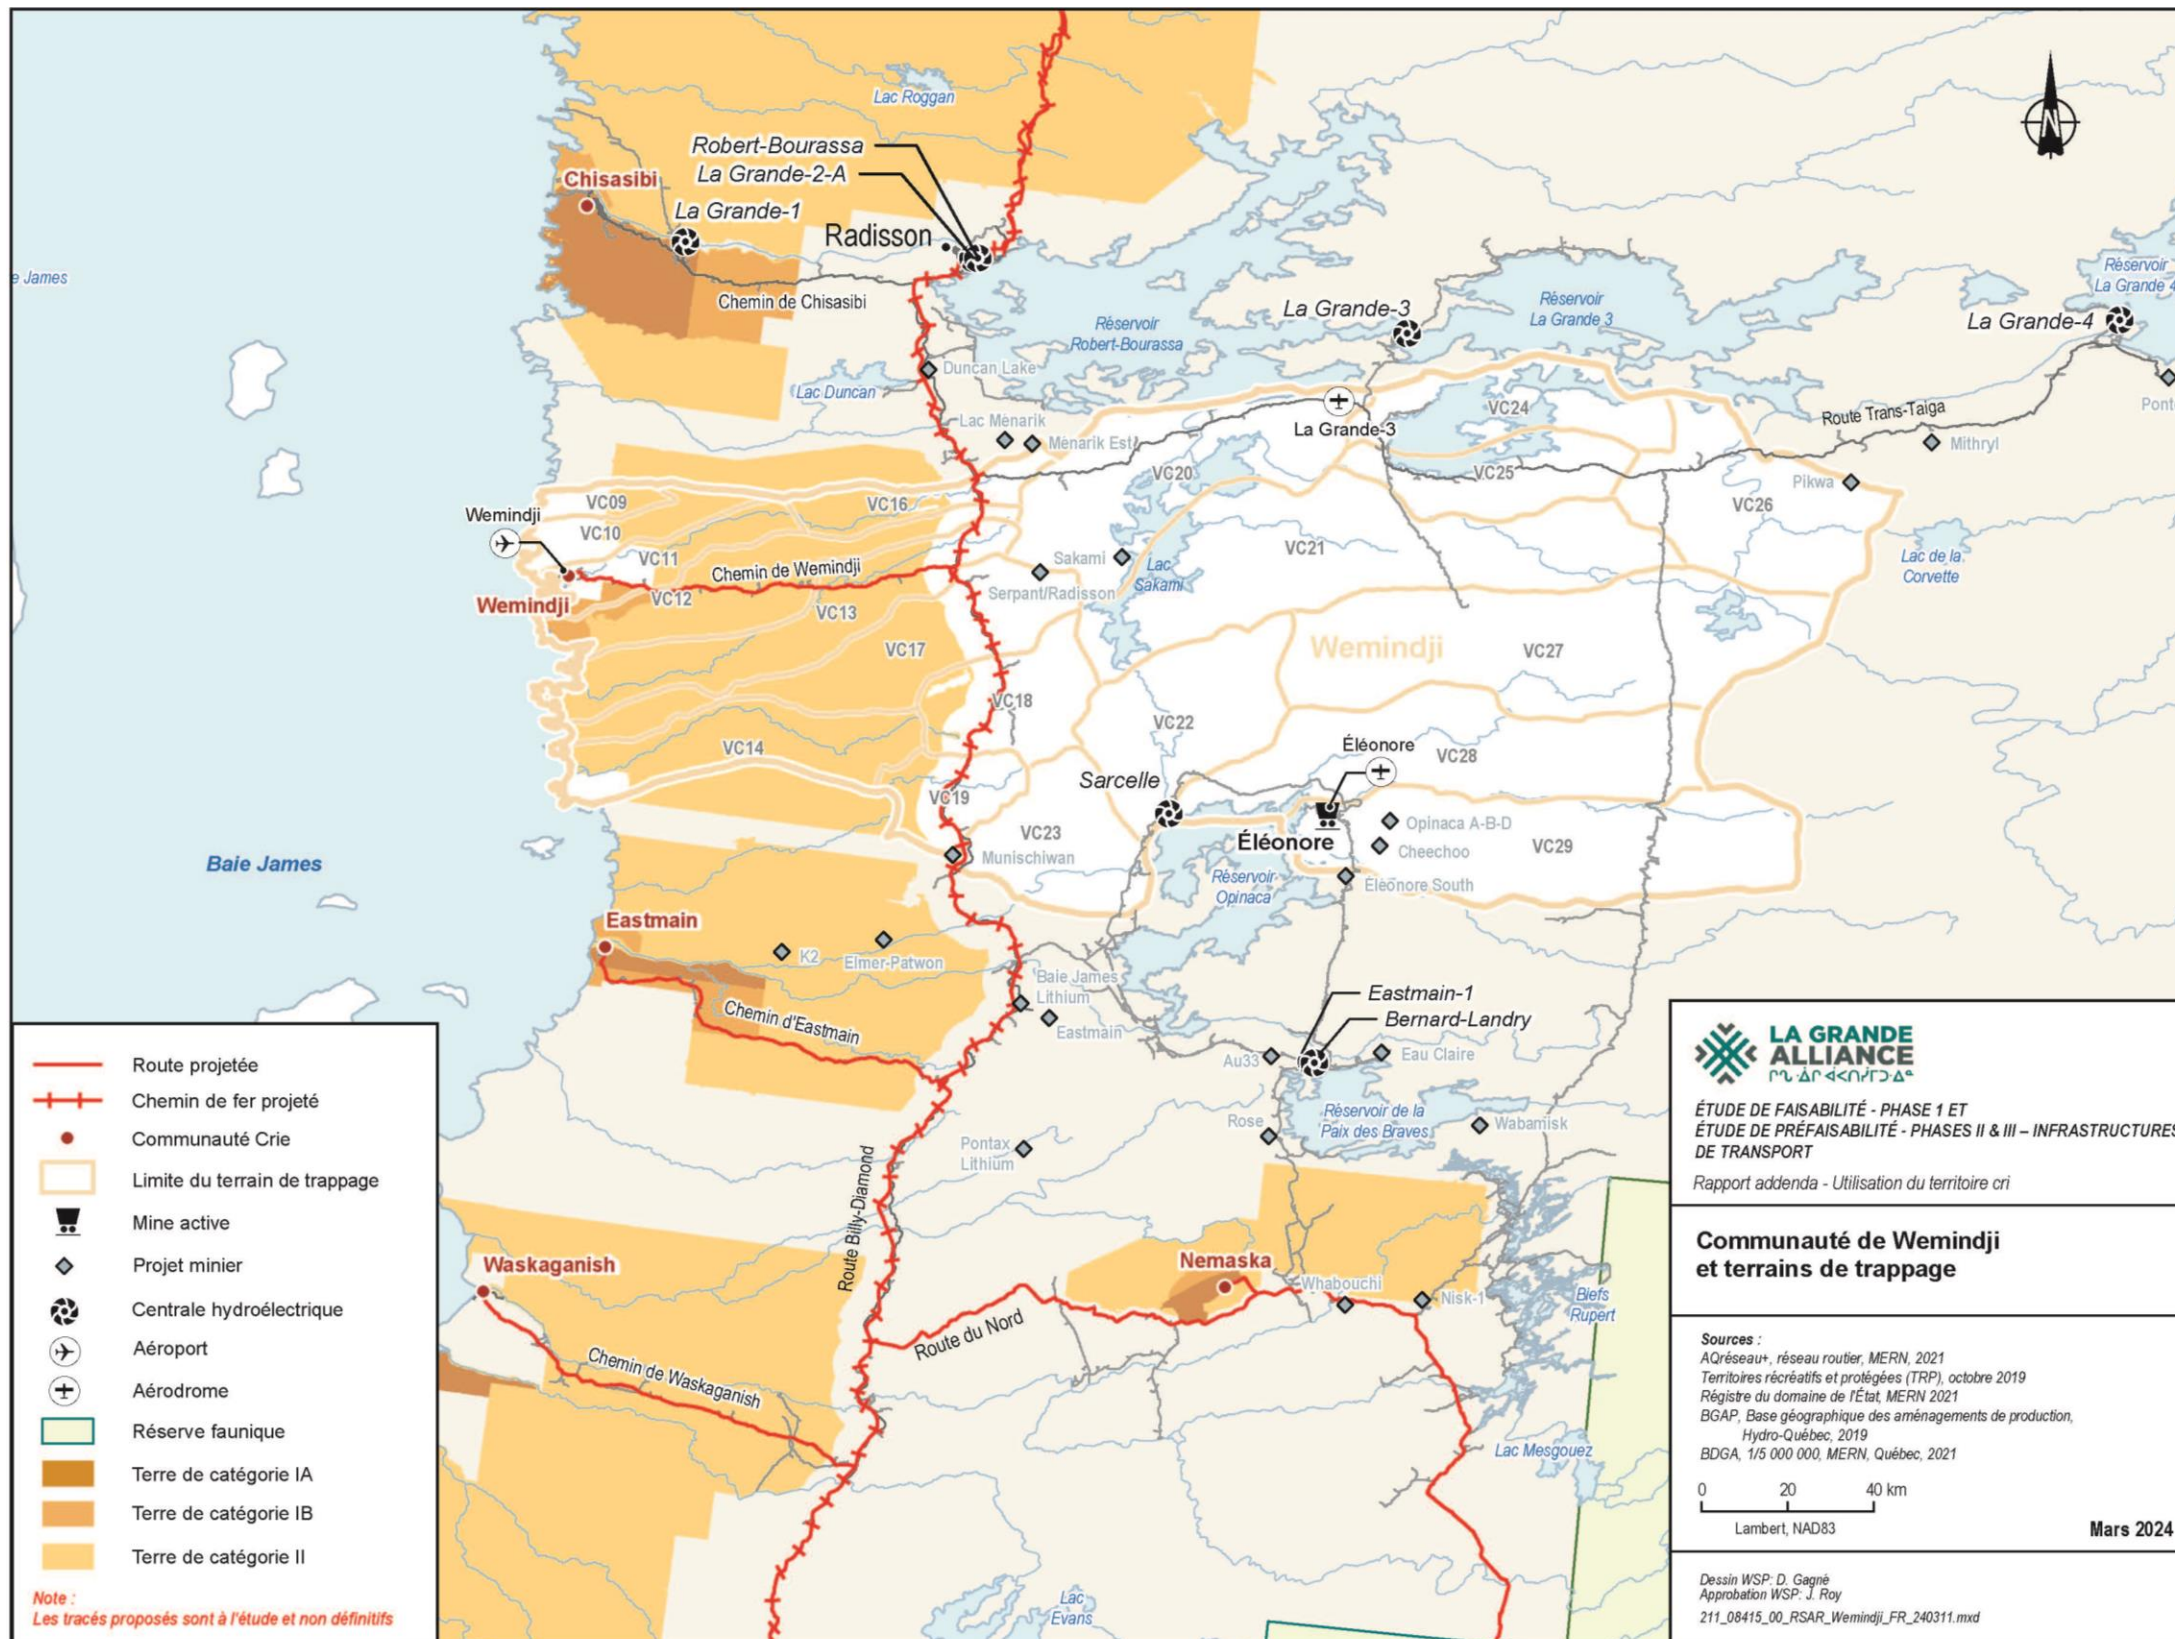 Lac Roggan
Robert-Bourassa
La Grande-2-A
Chisasibi
La Grande-1
Radisson
e James
Chemin de Chisasibi
Réservoir
La Grande 4
La Grande-3
Réservoir
La Grande 3
La Grande-4
Réservoir
Robert-Bourassa
Duncan Lake
Lac Duncan
Pont
VC24
Route Trans-Taiga
Lac Ménarik
La Grande-3
Ménarik Est
Mithryl
VC20
VC25
Pikwa
VC09
VC16
VC26
Wemindji
VC10
VC21
VC11
Sakami
Lac
Sakami
Lac de la
Corvette
Chemin de Wemindji
Serpant/Radisson
Wemindji
VC12
VC13
VC17
Wemindji
VC27
VC18
VC22
VC14
Éléonore
VC28
Sarcelle
VC19
Opinaca A-B-D
VC23
Éléonore
Cheechoo
VC29
Munischiwan
Baie James
Réservoir
Opinaca
Éléonore South
Eastmain
K2
Elmer-Patwon
Baie James
Lithium
Eastmain-1
Bernard-Landry
Chemin d'Eastmain
Eastmain
Au33
Eau Claire
Réservoir de la
Paix des Braves
Rose
Wabamisk
Pontax
Lithium
Route Billy-Diamond
Waskaganish
Nemaska
Whabouchi
Nisk-1
Biefs
Rupert
Route du Nord
Chemin de Waskaganish
Lac Mesgouez
Lac
Evans
Route projetée
Chemin de fer projeté
Communauté Crie
Limite du terrain de trappage
Mine active
Projet minier
Centrale hydroélectrique
Aéroport
Aérodrome
Réserve faunique
Terre de catégorie IA
Terre de catégorie IB
Terre de catégorie II
Note :
Les tracés proposés sont à l'étude et non définitifs
N
LA GRANDE
ALLIANCE
ÉTUDE DE FAISABILITÉ - PHASE 1 ET
ÉTUDE DE PRÉFAISABILITÉ - PHASES II & III – INFRASTRUCTURES
DE TRANSPORT
Rapport addenda - Utilisation du territoire cri
Communauté de Wemindji
et terrains de trappage
Sources :
AQréseau+, réseau routier, MERN, 2021
Territoires récréatifs et protégées (TRP), octobre 2019
Régistre du domaine de l'État, MERN 2021
BGAP, Base géographique des aménagements de production,
Hydro-Québec, 2019
BDGA, 1/5 000 000, MERN, Québec, 2021
0 20 40 km
Lambert, NAD83
Mars 2024
Dessin WSP: D. Gagné
Approbation WSP: J. Roy
211_08415_00_RSAR_Wemindji_FR_240311.mxd